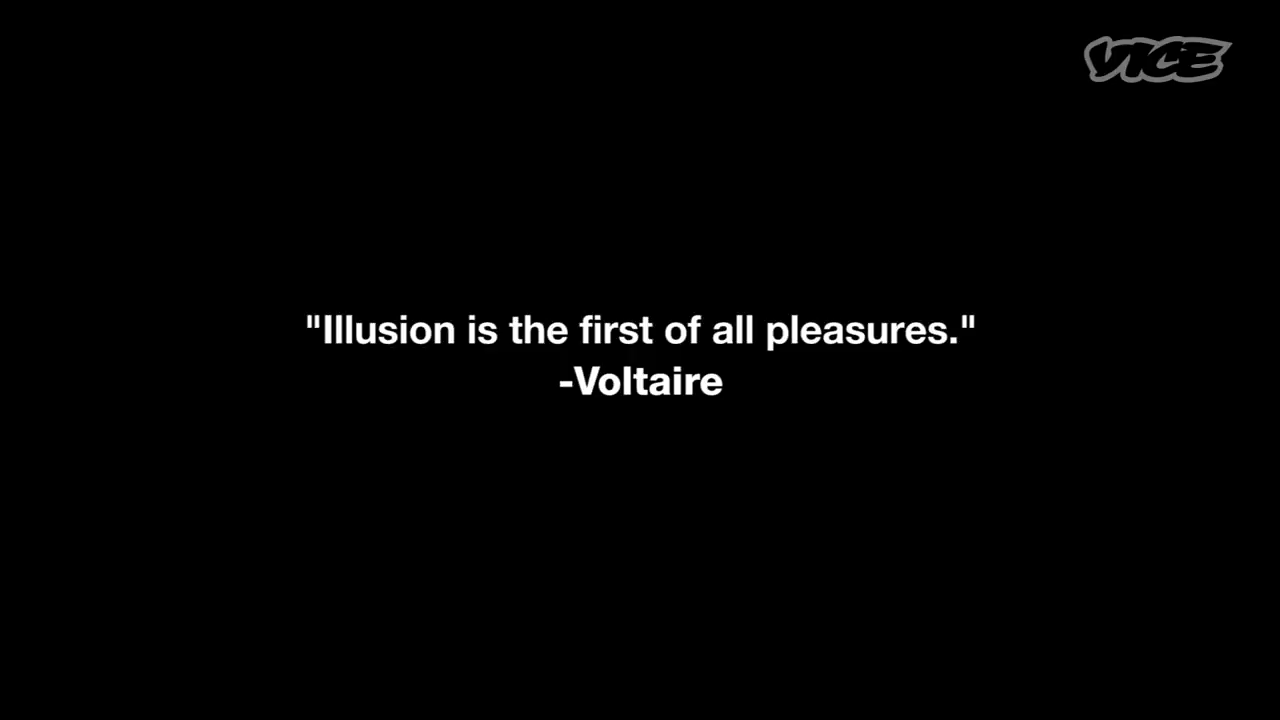 VICE
"Illusion is the first of all pleasures."
-Voltaire